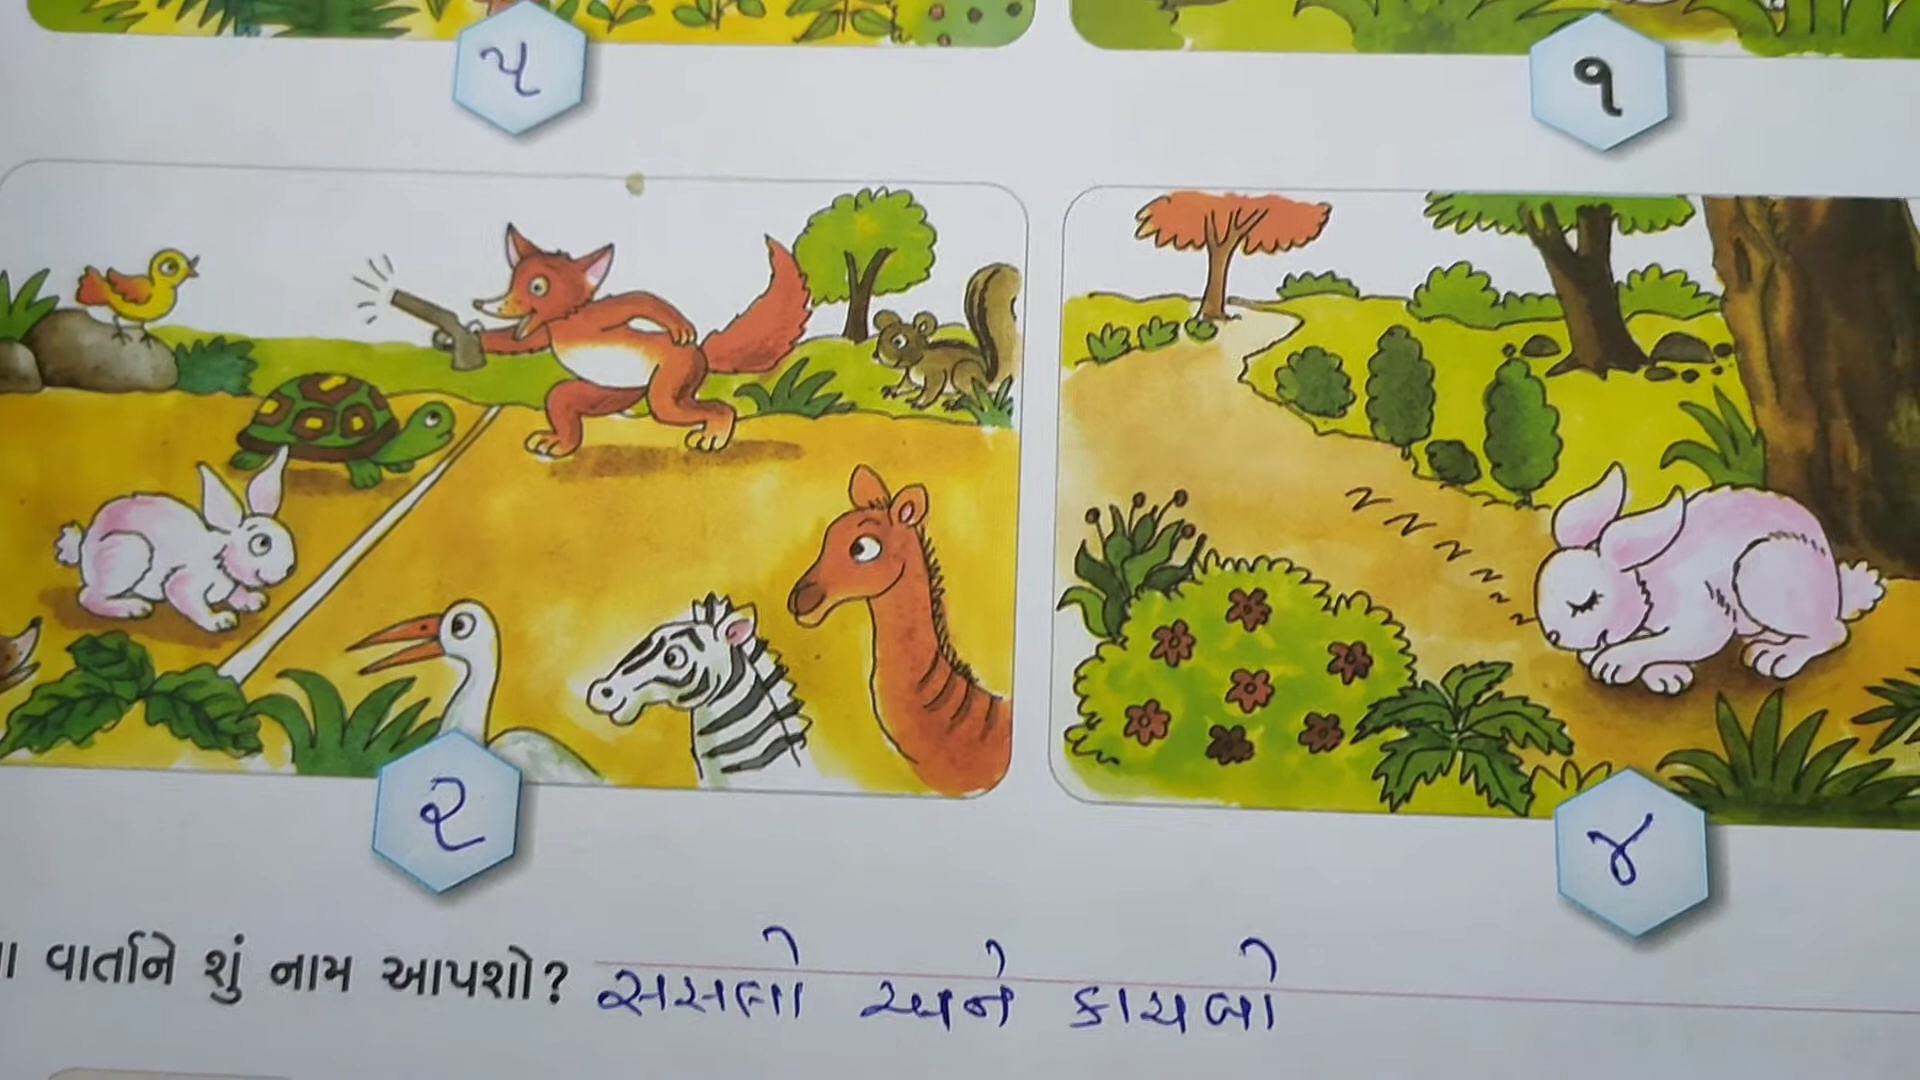 ૫
૧
૨
૪
વાર્તાને શું નામ આપશો? સસલો અને કાચબો